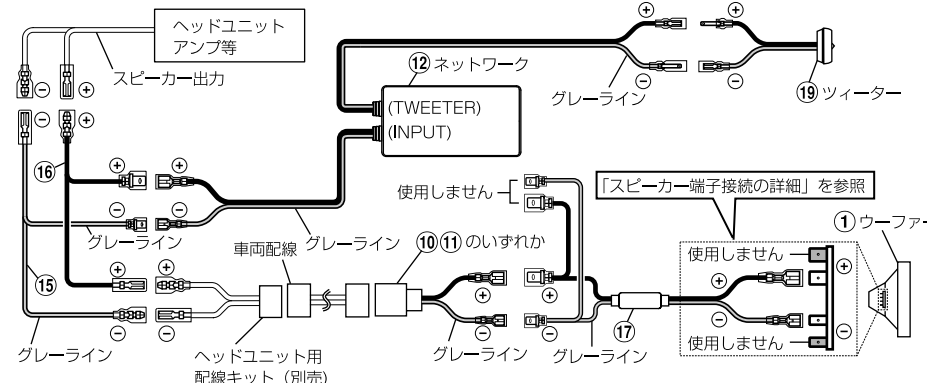 ヘッドユニット
アンプ等
スピーカー出力
⊖ ⊕
⊖ ⊕
⑯
⑮
⊕ ⊕
⊖ ⊖
グレーライン
グレーライン
⊕ ⊕
⊖ ⊖
グレーライン
車両配線
ヘッドユニット用
配線キット（別売）
⑫ ネットワーク
(TWEETER)
(INPUT)
⊕ ⊕
⊖ ⊖
グレーライン
⑲ ツィーター
使用しません
⑩ ⑪ のいずれか
⊕ ⊕
⊖ ⊖
グレーライン
グレーライン
⑰
「スピーカー端子接続の詳細」を参照
① ウーファー
使用しません
⊕ ⊕
⊖ ⊖
使用しません